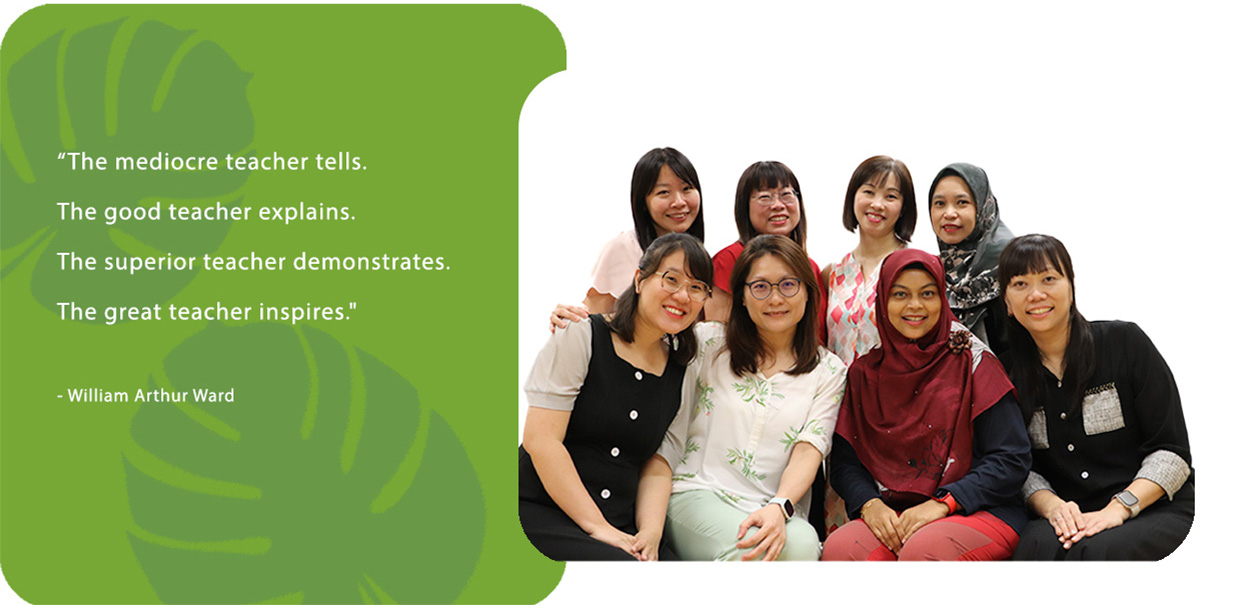 “The mediocre teacher tells.
The good teacher explains.
The superior teacher demonstrates.
The great teacher inspires."
- William Arthur Ward